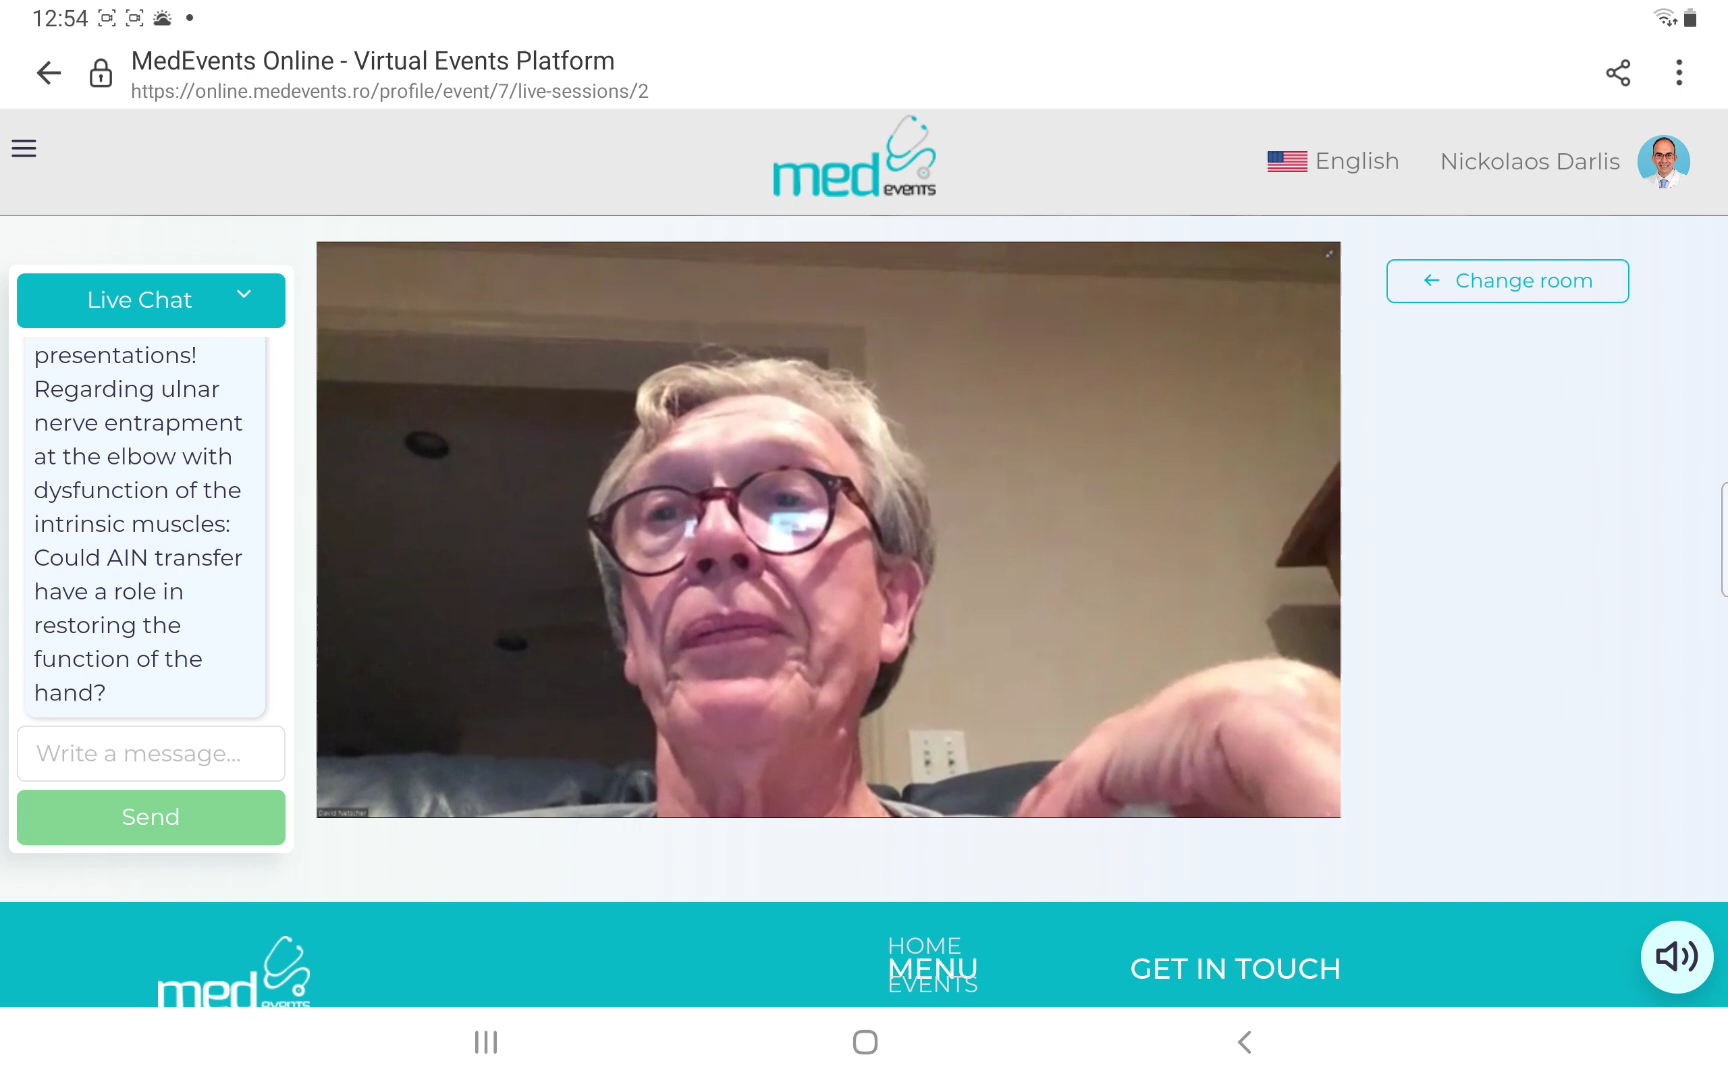 12:54
MedEvents Online - Virtual Events Platform
https://online.medevents.ro/profile/event/7/live-sessions/2
med
events
English
Nickolaos Darlis
Live Chat
presentations!
Regarding ulnar
nerve entrapment
at the elbow with
dysfunction of the
intrinsic muscles:
Could AIN transfer
have a role in
restoring the
function of the
hand?
Write a message...
Send
Change room
David Netscher
med
events
HOME
MENU
EVENTS
GET IN TOUCH